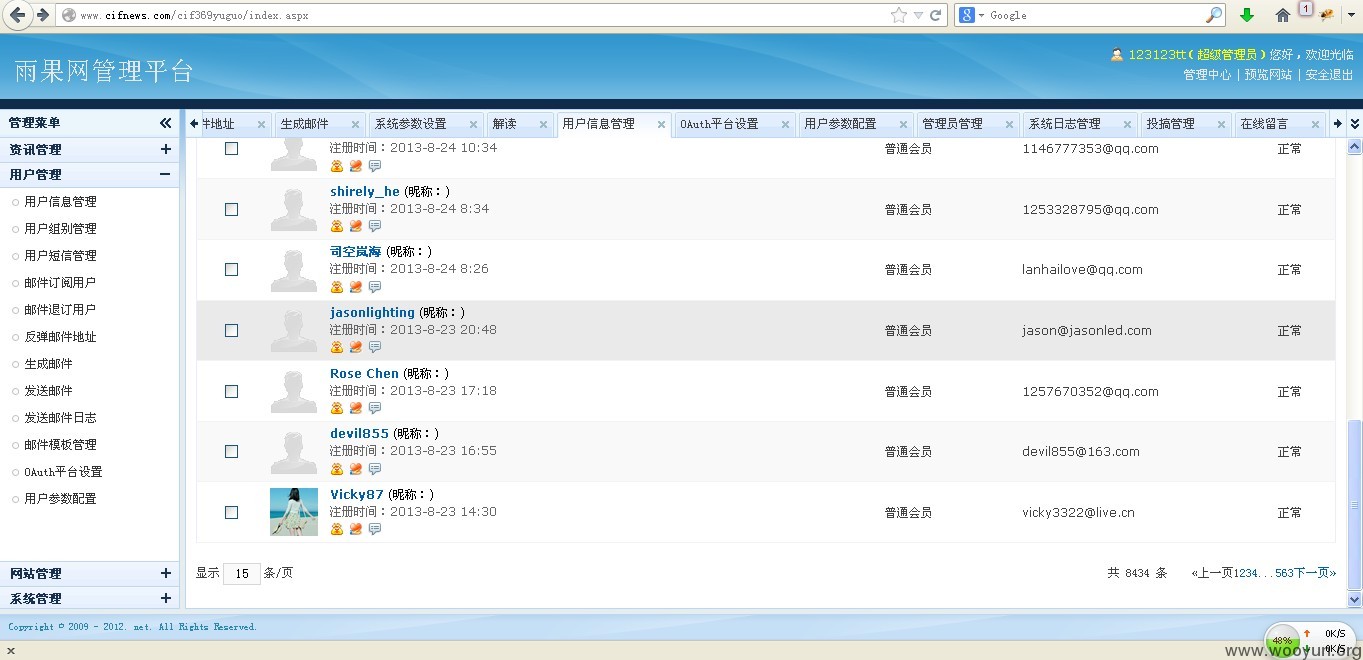 www.cifnews.com/cif369yuguo/index.aspx
Google
1
雨果网管理平台
123123tt(超级管理员)您好，欢迎光临
管理中心 | 预览网站 | 安全退出
管理菜单
件地址 生成邮件 系统参数设置 解读 用户信息管理 OAuth平台设置 用户参数配置 管理员管理 系统日志管理 投摘管理 在线留言
资讯管理
用户管理
用户信息管理
用户组别管理
用户短信管理
邮件订阅用户
邮件退订用户
反弹邮件地址
生成邮件
发送邮件
发送邮件日志
邮件模板管理
OAuth平台设置
用户参数配置
网站管理
系统管理
注册时间：2013-8-24 10:34 普通会员 1146777353@qq.com 正常
shirely_he (昵称：)
注册时间：2013-8-24 8:34 普通会员 1253328795@qq.com 正常
司空岚海 (昵称：)
注册时间：2013-8-24 8:26 普通会员 lanhailove@qq.com 正常
jasonlighting (昵称：)
注册时间：2013-8-23 20:48 普通会员 jason@jasonled.com 正常
Rose Chen (昵称：)
注册时间：2013-8-23 17:18 普通会员 1257670352@qq.com 正常
devil855 (昵称：)
注册时间：2013-8-23 16:55 普通会员 devil855@163.com 正常
Vicky87 (昵称：)
注册时间：2013-8-23 14:30 普通会员 vicky3322@live.cn 正常
显示 15 条/页 共 8434 条 «上一页1234...563下一页»
Copyright © 2009 - 2012. net. All Rights Reserved.
48% 0K/S
0K/S
www.wooyun.org